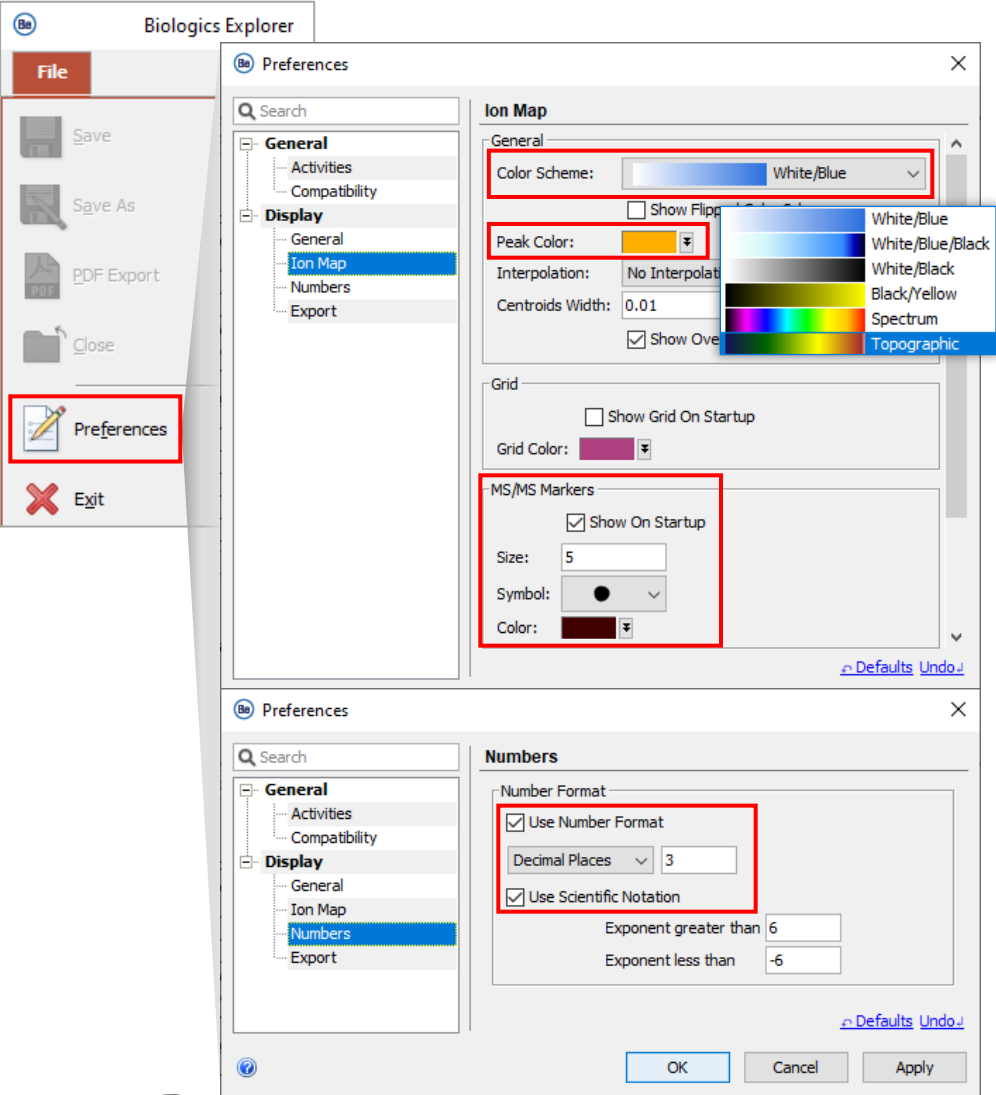 Be Biologics Explorer
File
Save
Save As
PDF Export
Close
Preferences
Exit
Be Preferences
Search
General
Activities
Compatibility
Display
General
Ion Map
Numbers
Export
Ion Map
General
Color Scheme: White/Blue
Show Flipp
White/Blue
White/Blue/Black
White/Black
Black/Yellow
Spectrum
Topographic
Peak Color:
Interpolation: No Interpolati
Centroids Width: 0.01
Show Ove
Grid
Show Grid On Startup
Grid Color:
MS/MS Markers
Show On Startup
Size: 5
Symbol:
Color:
Defaults Undo
Be Preferences
Search
General
Activities
Compatibility
Display
General
Ion Map
Numbers
Export
Numbers
Number Format
Use Number Format
Decimal Places 3
Use Scientific Notation
Exponent greater than 6
Exponent less than -6
Defaults Undo
? OK Cancel Apply